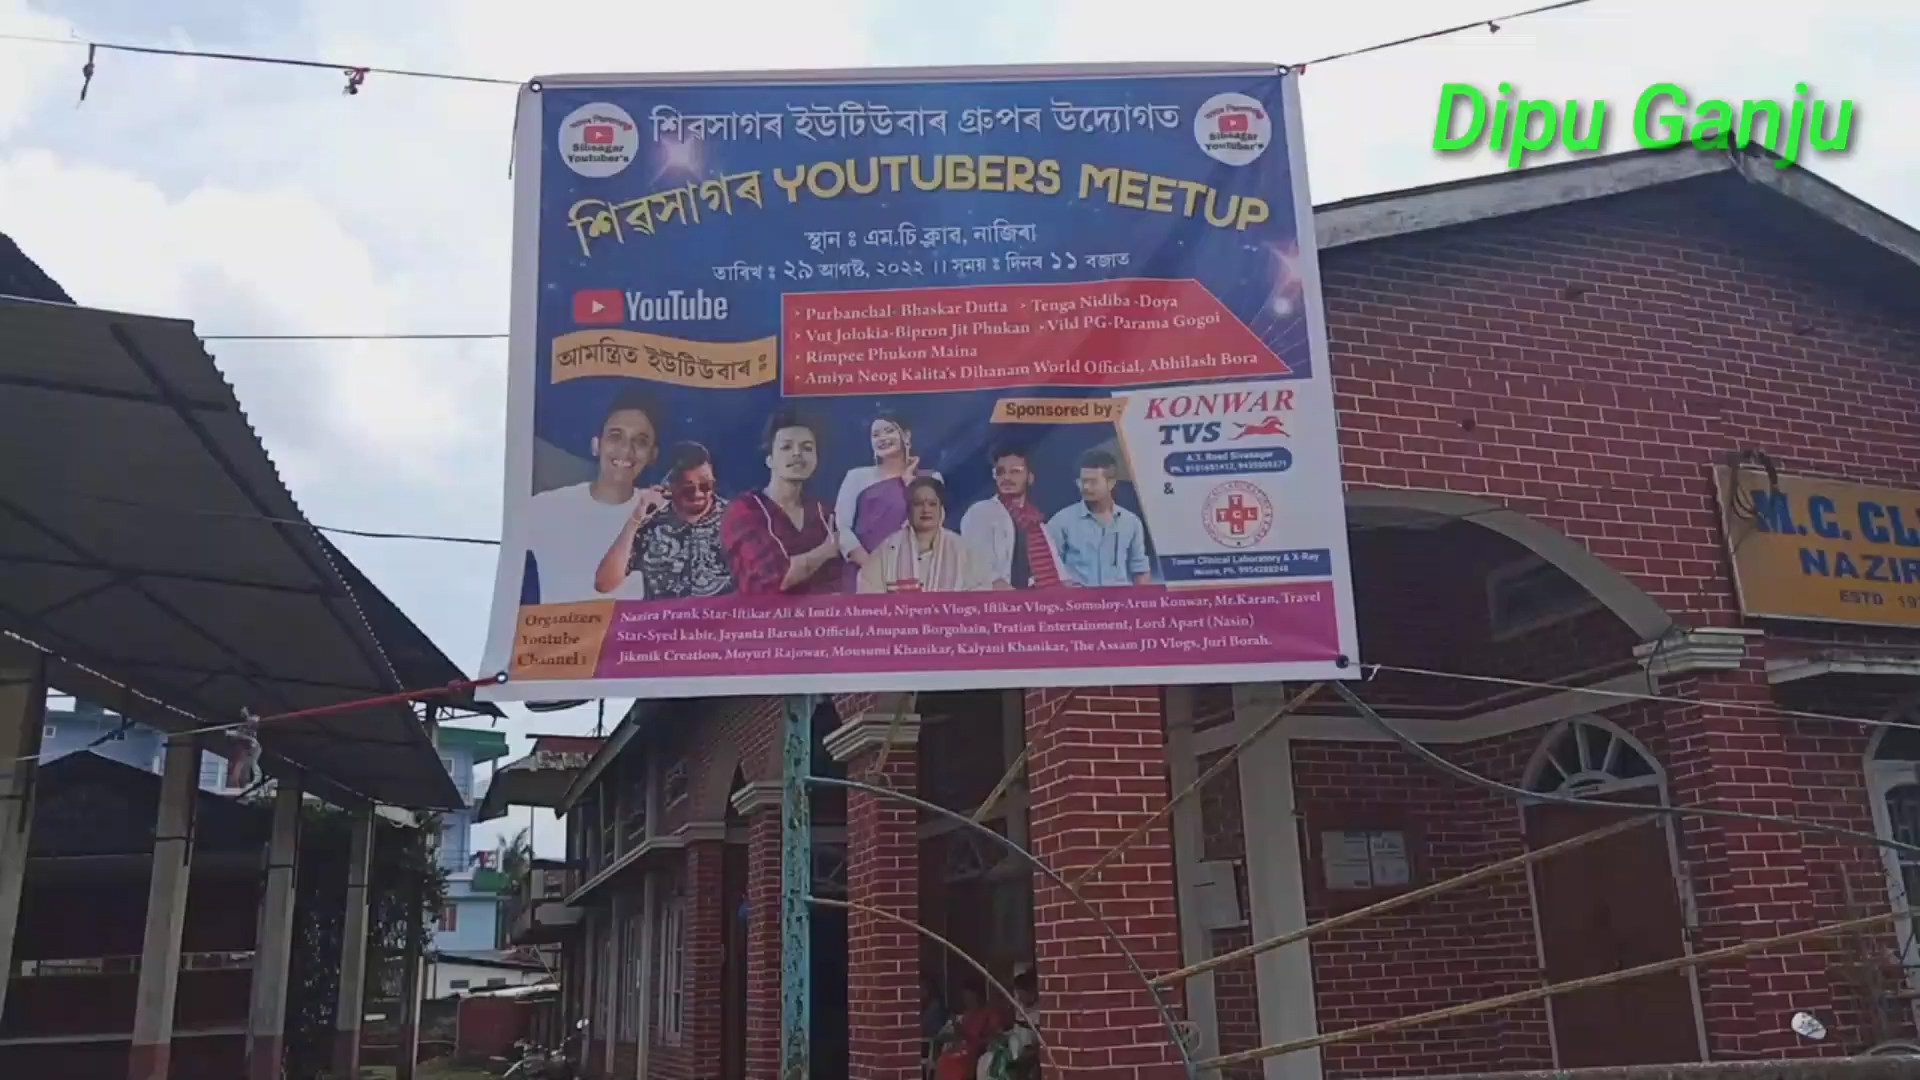 Dipu Ganju
শিৱসাগৰ ইউটিউবাৰ গ্ৰুপৰ উদ্যোগত
Sibsagar
Youtuber's
Sibsagar
Youtuber's
শিৱসাগৰ YOUTUBERS MEETUP
স্থান ঃ এম.চি.ক্লাব, নাজিৰা
তাৰিখ ঃ ২৯ আগষ্ট, ২০২২ ।। সময় ঃ দিনৰ ১১ বজাত
YouTube
আমন্ত্ৰিত ইউটিউবাৰ ঃ
Purbanchal- Bhaskar Dutta Tenga Nidiba -Doya
Vut Jolokia-Bipron Jit Phukan Vild PG-Parama Gogoi
Rimpee Phukon Maina
Amiya Neog Kalita's Dihanam World Official, Abhilash Bora
Sponsored by :
KONWAR
TVS
A.T. Road Sivasagar
&
TCL
Town Clinical Laboratory & X-Ray
Nazira, Ph. 9954288248
Organizers
Youtube
Channel :
Nazira Prank Star-Iftikar Ali & Imtiz Ahmed, Nipen's Vlogs, Iftikar Vlogs, Somoloy-Arun Konwar, Mr.Karan, Travel
Star-Syed kabir, Jayanta Baruah Official, Anupam Borgohain, Pratim Entertainment, Lord Apart (Nasin)
Jikmik Creation, Moyuri Rajowar, Mousumi Khanikar, Kalyani Khanikar, The Assam JD Vlogs, Juri Borah.
M.C. CL
NAZIR
ESTD 19